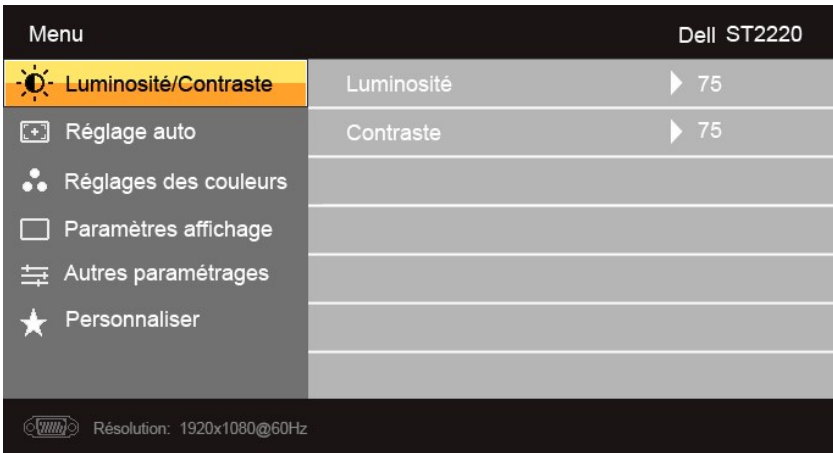 Menu Dell ST2220
Luminosité/Contraste Luminosité 75
Réglage auto Contraste 75
Réglages des couleurs
Paramètres affichage
Autres paramétrages
Personnaliser
Résolution: 1920x1080@60Hz